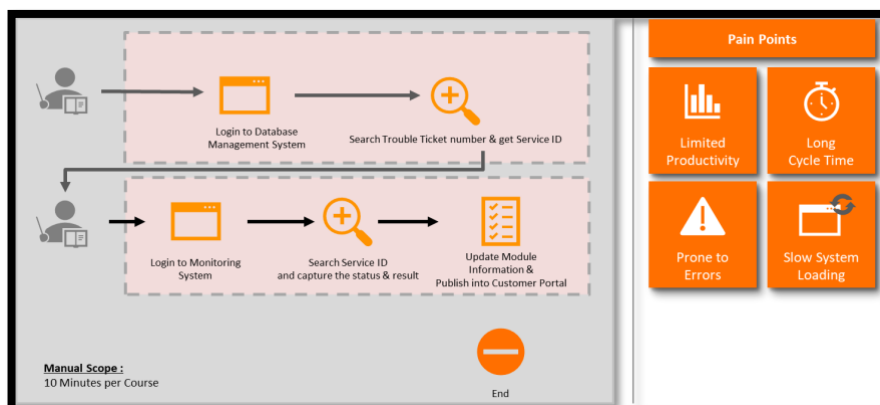 Login to Database
Management System
Search Trouble Ticket number & get Service ID
Login to Monitoring
System
Search Service ID
and capture the status & result
Update Module
Information &
Publish into Customer Portal
Manual Scope :
10 Minutes per Course
End
Pain Points
Limited
Productivity
Long
Cycle Time
Prone to
Errors
Slow System
Loading